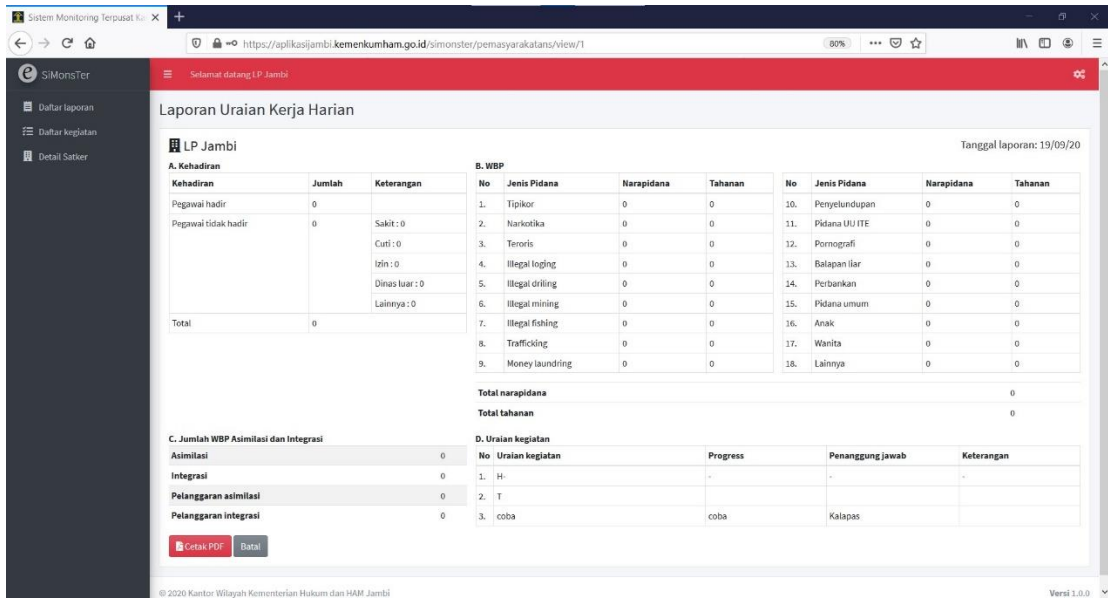 Sistem Monitoring Terpusat Ka
https://aplikasijambi.kemenkumham.go.id/simonster/pemasyarakatans/view/1
80%
SiMonsTer
Selamat datang LP Jambi
Daftar laporan
Daftar kegiatan
Detail Satker
Laporan Uraian Kerja Harian
LP Jambi
Tanggal laporan: 19/09/20
A. Kehadiran
Kehadiran Jumlah Keterangan
Pegawai hadir 0
Pegawai tidak hadir 0 Sakit : 0
Cuti : 0
Izin : 0
Dinas luar : 0
Lainnya : 0
Total 0
B. WBP
No Jenis Pidana Narapidana Tahanan
1. Tipikor 0 0
2. Narkotika 0 0
3. Teroris 0 0
4. Illegal loging 0 0
5. Illegal driling 0 0
6. Illegal mining 0 0
7. Illegal fishing 0 0
8. Trafficking 0 0
9. Money laundring 0 0
No Jenis Pidana Narapidana Tahanan
10. Penyelundupan 0 0
11. Pidana UU ITE 0 0
12. Pornografi 0 0
13. Balapan liar 0 0
14. Perbankan 0 0
15. Pidana umum 0 0
16. Anak 0 0
17. Wanita 0 0
18. Lainnya 0 0
Total narapidana 0
Total tahanan 0
C. Jumlah WBP Asimilasi dan Integrasi
Asimilasi 0
Integrasi 0
Pelanggaran asimilasi 0
Pelanggaran integrasi 0
D. Uraian kegiatan
No Uraian kegiatan Progress Penanggung jawab Keterangan
1. H- - - -
2. T
3. coba coba Kalapas
Cetak PDF Batal
© 2020 Kantor Wilayah Kementerian Hukum dan HAM Jambi
Versi 1.0.0